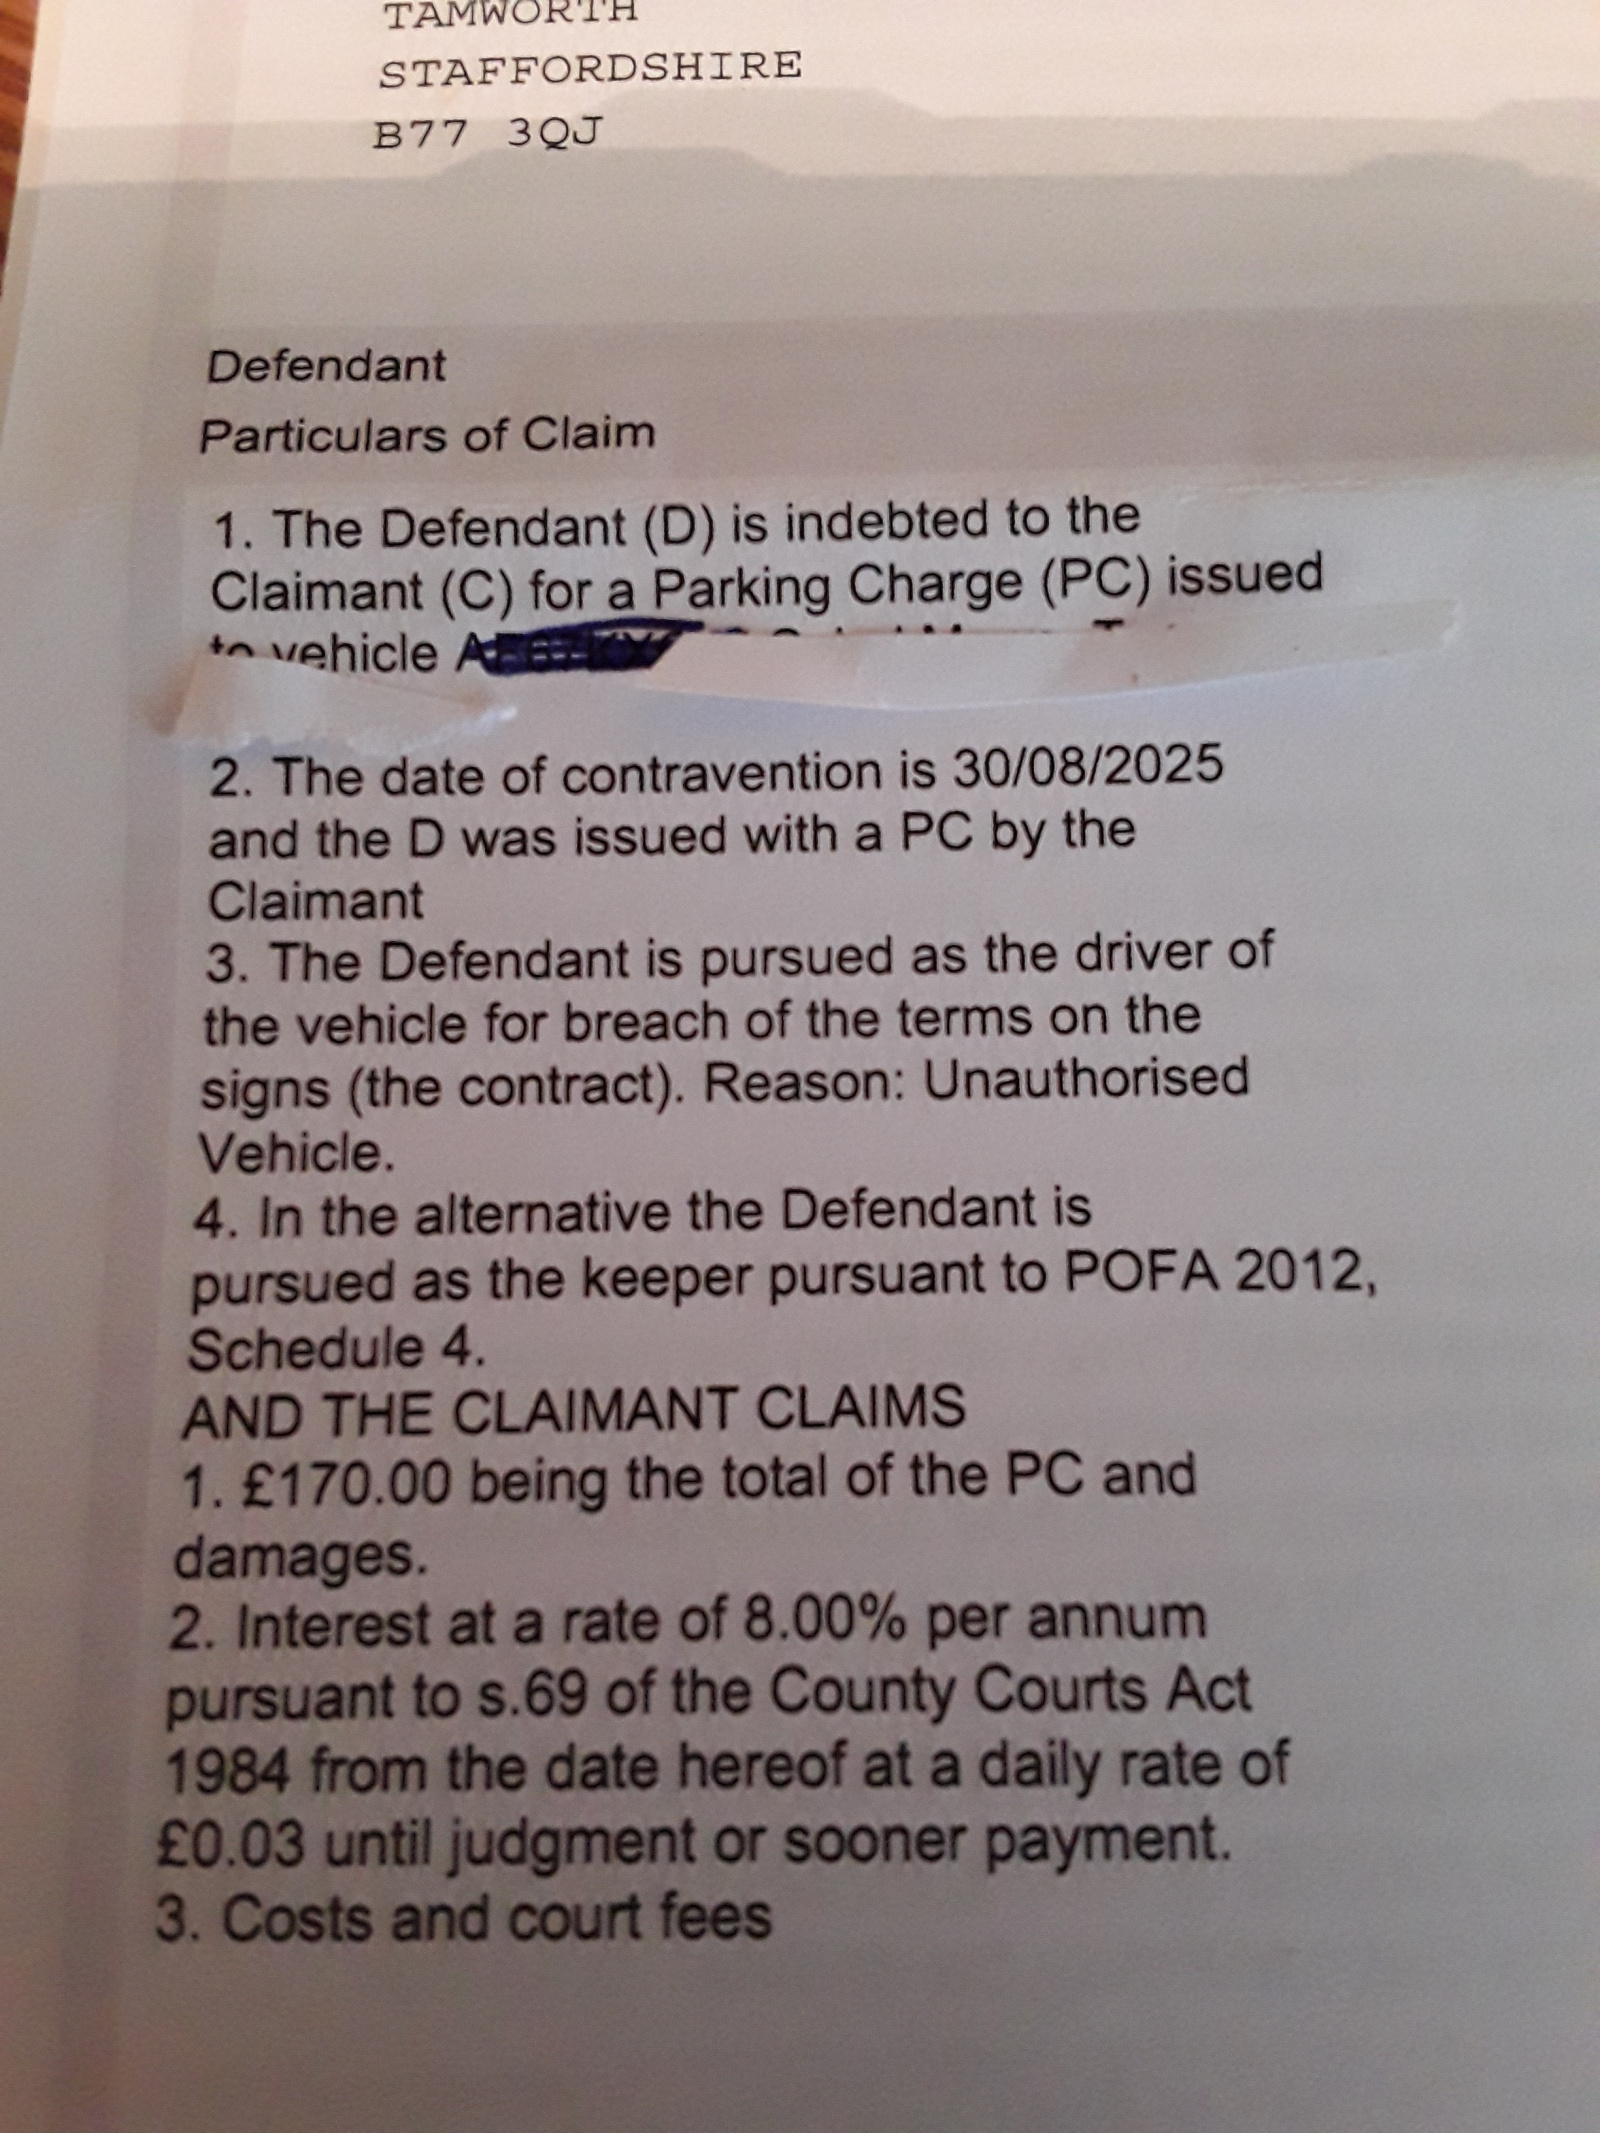 TAMWORTH
STAFFORDSHIRE
B77 3QJ
Defendant
Particulars of Claim
1. The Defendant (D) is indebted to the
Claimant (C) for a Parking Charge (PC) issued
to vehicle
2. The date of contravention is 30/08/2025
and the D was issued with a PC by the
Claimant
3. The Defendant is pursued as the driver of
the vehicle for breach of the terms on the
signs (the contract). Reason: Unauthorised
Vehicle.
4. In the alternative the Defendant is
pursued as the keeper pursuant to POFA 2012,
Schedule 4.
AND THE CLAIMANT CLAIMS
1. £170.00 being the total of the PC and
damages.
2. Interest at a rate of 8.00% per annum
pursuant to s.69 of the County Courts Act
1984 from the date hereof at a daily rate of
£0.03 until judgment or sooner payment.
3. Costs and court fees